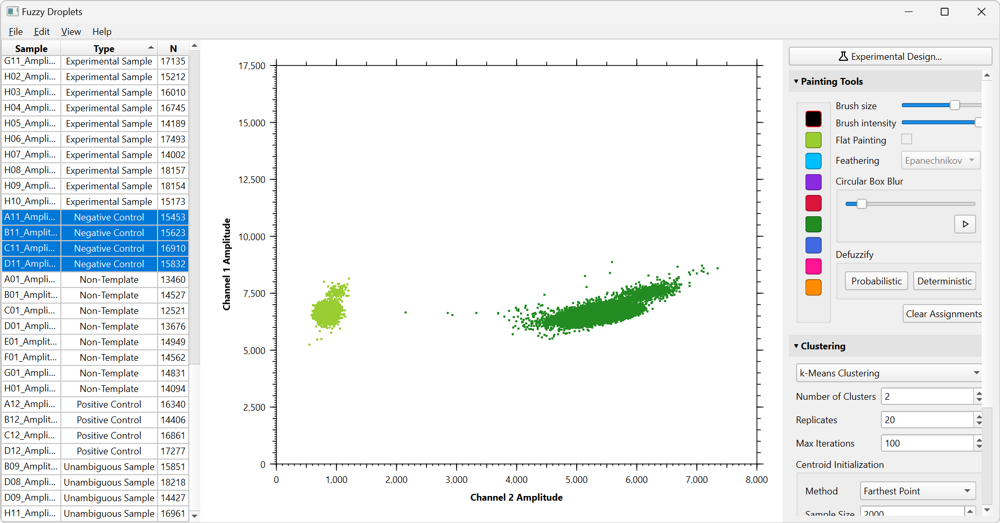 Fuzzy Droplets
File Edit View Help
Sample Type N
G11_Ampli... Experimental Sample 17135
H02_Ampli... Experimental Sample 15212
H03_Ampli... Experimental Sample 16010
H04_Ampli... Experimental Sample 16745
H05_Ampli... Experimental Sample 14189
H06_Ampli... Experimental Sample 17493
H07_Ampli... Experimental Sample 14002
H08_Ampli... Experimental Sample 18157
H09_Ampli... Experimental Sample 18154
H10_Ampli... Experimental Sample 15173
A11_Ampli... Negative Control 15453
B11_Amplit... Negative Control 15623
C11_Ampli... Negative Control 16910
D11_Ampli... Negative Control 15832
A01_Ampli... Non-Template 13460
B01_Ampli... Non-Template 14527
C01_Ampli... Non-Template 12521
D01_Ampli... Non-Template 13676
E01_Amplit... Non-Template 14949
F01_Amplit... Non-Template 14562
G01_Ampli... Non-Template 14831
H01_Ampli... Non-Template 14094
A12_Ampli... Positive Control 16340
B12_Amplit... Positive Control 14406
C12_Ampli... Positive Control 16861
D12_Ampli... Positive Control 17277
B09_Amplit... Unambiguous Sample 15851
D08_Ampli... Unambiguous Sample 18218
D09_Ampli... Unambiguous Sample 14427
H11_Ampli... Unambiguous Sample 16961
Channel 1 Amplitude
17,500
15,000
12,500
10,000
7,500
5,000
2,500
0
0 1,000 2,000 3,000 4,000 5,000 6,000 7,000 8,000
Channel 2 Amplitude
Experimental Design...
Painting Tools
Brush size
Brush intensity
Flat Painting
Feathering Epanechnikov
Circular Box Blur
Defuzzify
Probabilistic Deterministic
Clear Assignments
Clustering
k-Means Clustering
Number of Clusters 2
Replicates 20
Max Iterations 100
Centroid Initialization
Method Farthest Point
Sample Size 2000